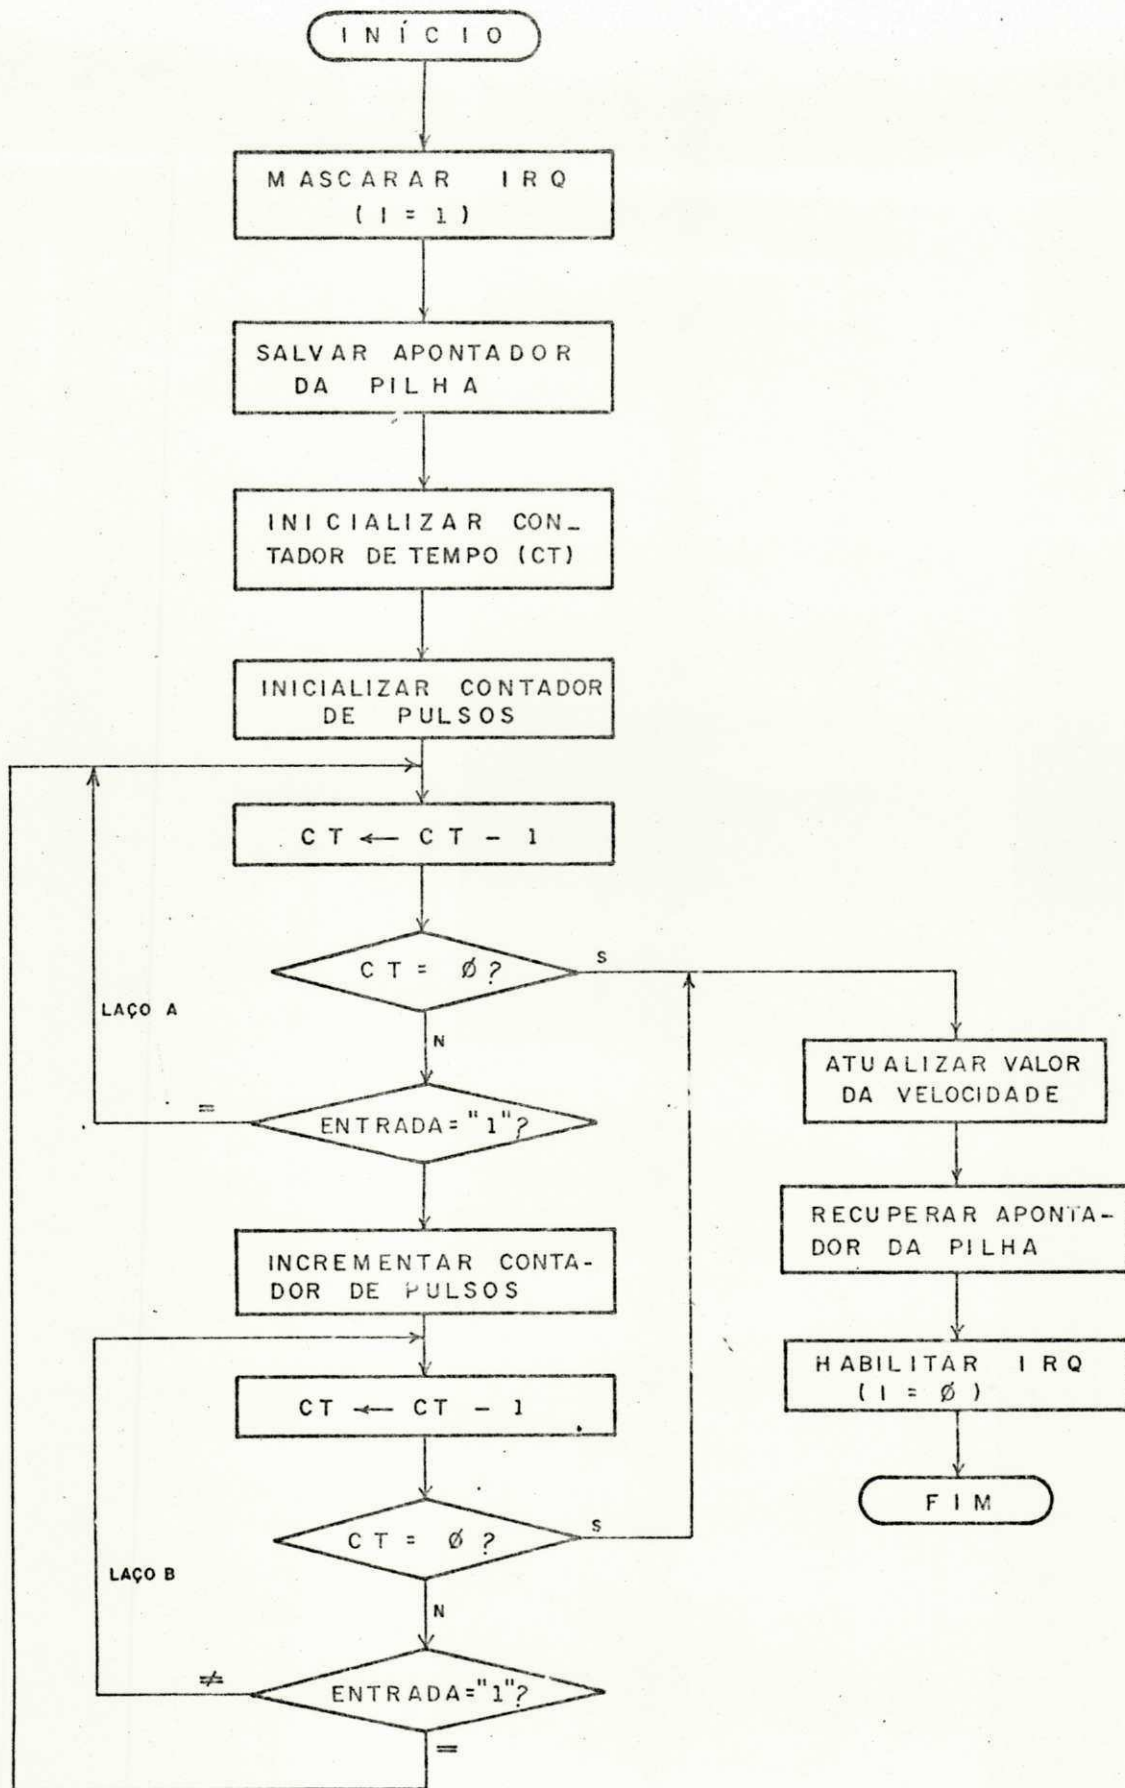 INÍCIO
MASCARAR IRQ
( I = 1 )
SALVAR APONTADOR
DA PILHA
INICIALIZAR CON_
TADOR DE TEMPO (CT)
INICIALIZAR CONTADOR
DE PULSOS
CT ← CT - 1
CT = Ø ?
S
N
LAÇO A
ENTRADA="1"?
=
INCREMENTAR CONTA-
DOR DE PULSOS
CT ← CT - 1
CT = Ø ?
S
N
LAÇO B
ENTRADA="1"?
≠
=
ATUALIZAR VALOR
DA VELOCIDADE
RECUPERAR APONTA-
DOR DA PILHA
HABILITAR IRQ
( I = Ø )
FIM